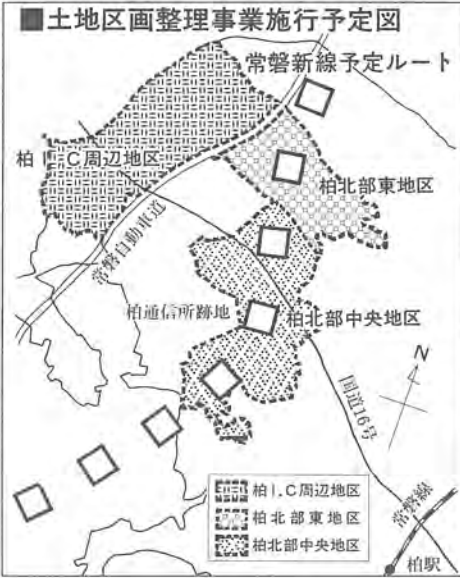 ■土地区画整理事業施行予定図
常磐新線予定ルート
柏I.C周辺地区
柏北部東地区
常磐自動車道
柏通信所跡地
柏北部中央地区
N
国道16号
柏I.C周辺地区
柏北部東地区
柏北部中央地区
常磐線
柏駅